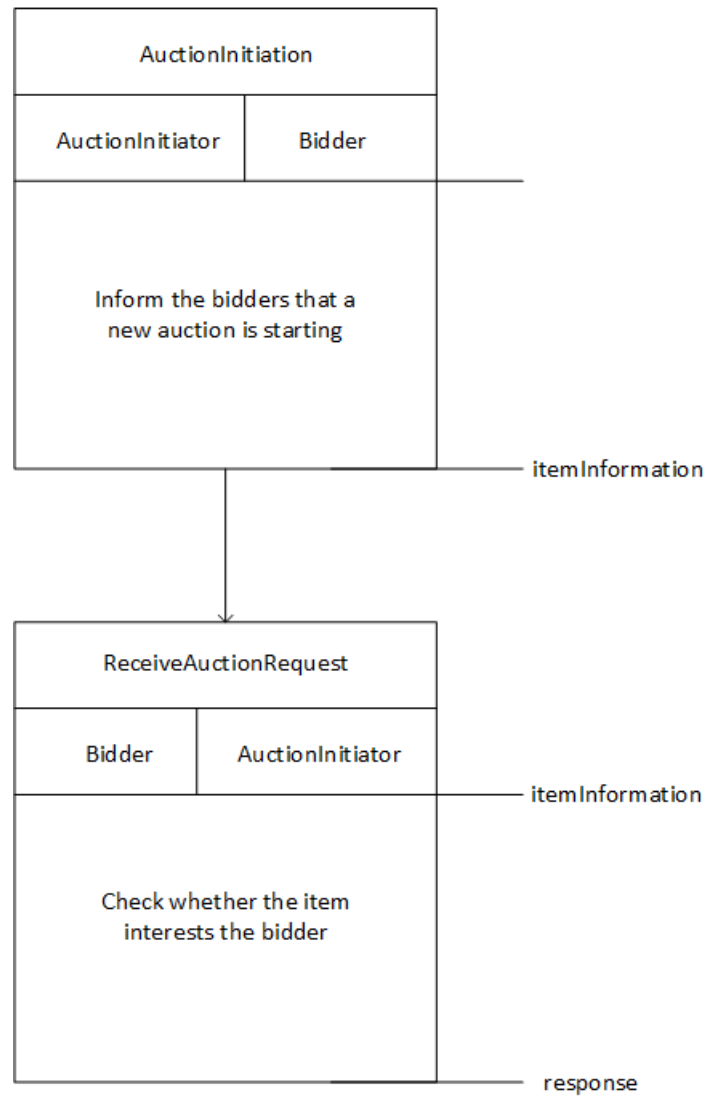 AuctionInitiation
AuctionInitiator
Bidder
Inform the bidders that a
new auction is starting
itemInformation
ReceiveAuctionRequest
Bidder
AuctionInitiator
itemInformation
Check whether the item
interests the bidder
response